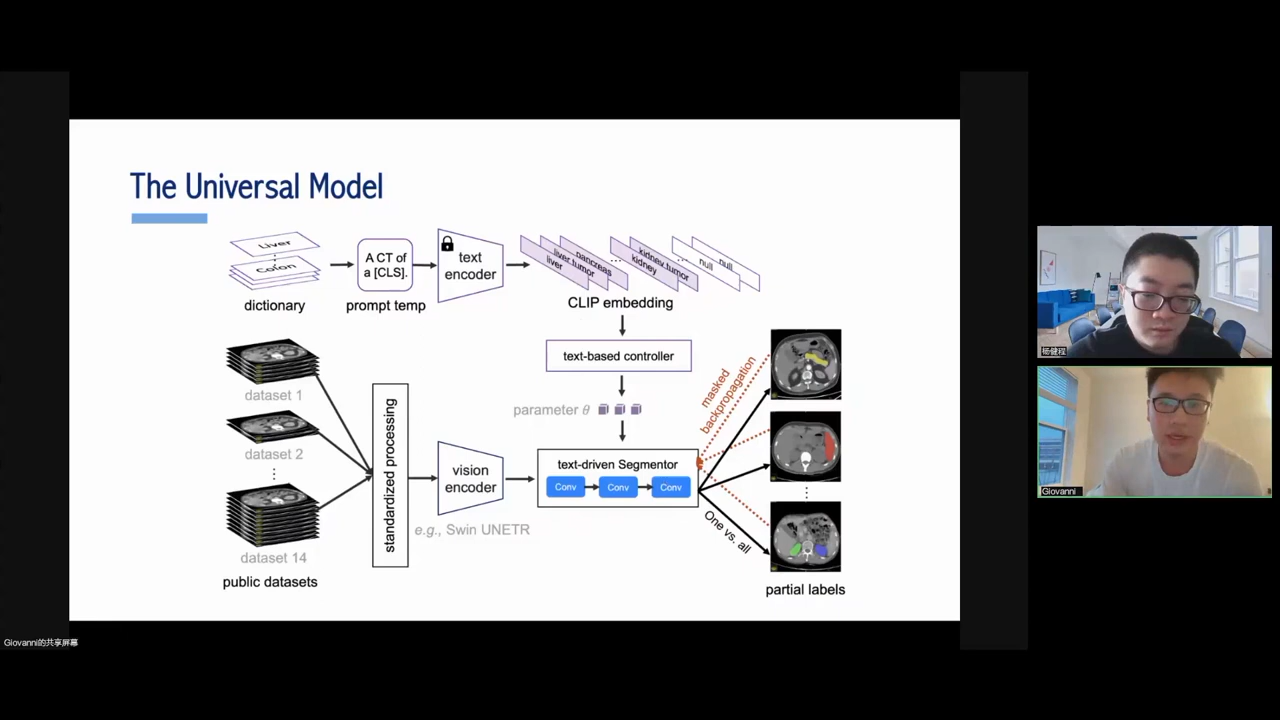 The Universal Model
Liver
Colon
dictionary
A CT of
a [CLS].
prompt temp
text
encoder
liver
liver tumor
pancreas
...
kidney
kidney tumor
...
null
null
CLIP embedding
text-based controller
parameter θ
dataset 1
dataset 2
dataset 14
public datasets
standardized processing
vision
encoder
e.g., Swin UNETR
text-driven Segmentor
Conv
Conv
Conv
masked
backpropagation
One vs. all
partial labels
杨健程
Giovanni
Giovanni的共享屏幕